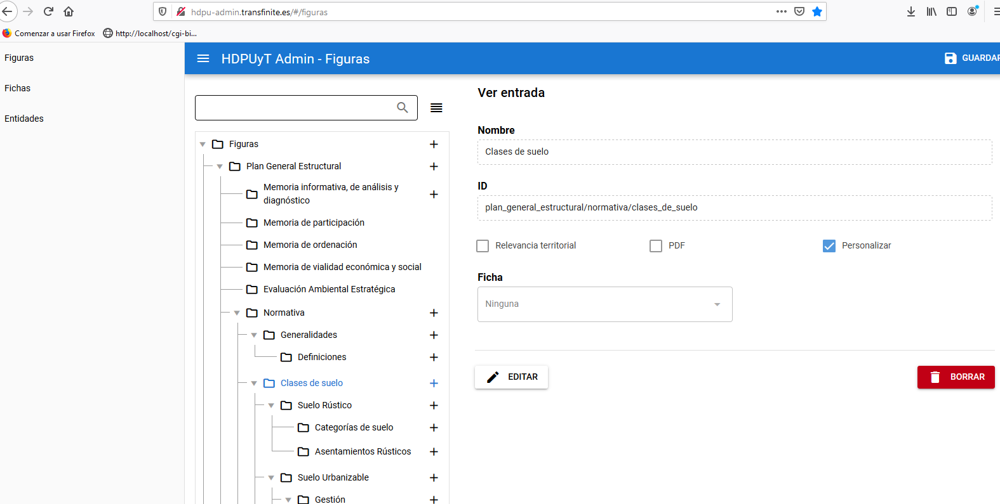 hdpu-admin.transfinite.es/#/figuras
Comenzar a usar Firefox
http://localhost/cgi-bi...
Figuras
Fichas
Entidades
HDPUyT Admin - Figuras
GUARDAR
Figuras
Plan General Estructural
Memoria informativa, de análisis y
diagnóstico
Memoria de participación
Memoria de ordenación
Memoria de vialidad económica y social
Evaluación Ambiental Estratégica
Normativa
Generalidades
Definiciones
Clases de suelo
Suelo Rústico
Categorías de suelo
Asentamientos Rústicos
Suelo Urbanizable
Gestión
Ver entrada
Nombre
Clases de suelo
ID
plan_general_estructural/normativa/clases_de_suelo
Relevancia territorial
PDF
Personalizar
Ficha
Ninguna
EDITAR
BORRAR